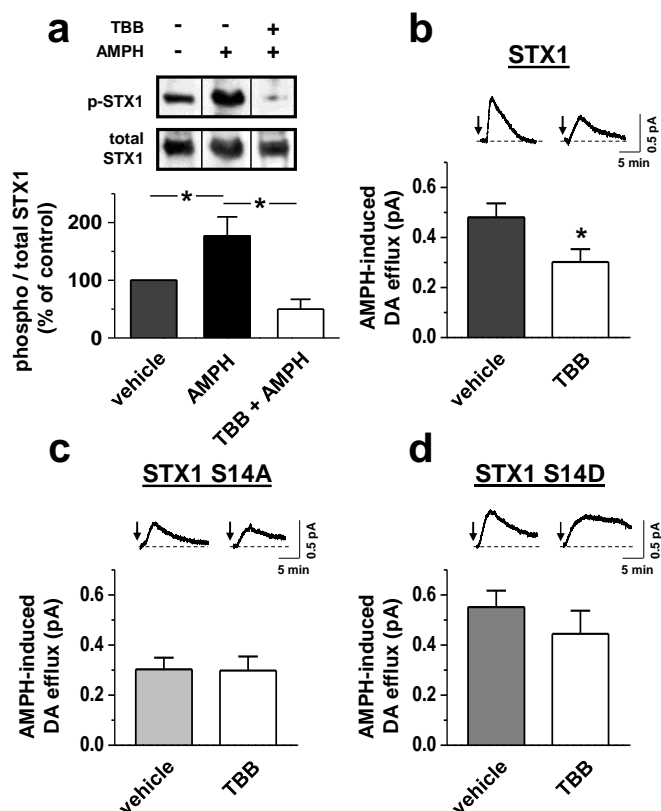 a
TBB - - +
AMPH - + +
p-STX1
total
STX1
phospho / total STX1
(% of control)
200
100
0
* *
vehicle
AMPH
TBB + AMPH
b
STX1
0.5 pA
5 min
AMPH-induced
DA efflux (pA)
0.6
0.4
0.2
0.0
*
vehicle
TBB
c
STX1 S14A
0.5 pA
5 min
AMPH-induced
DA efflux (pA)
0.6
0.4
0.2
0.0
vehicle
TBB
d
STX1 S14D
0.5 pA
5 min
AMPH-induced
DA efflux (pA)
0.6
0.4
0.2
0.0
vehicle
TBB